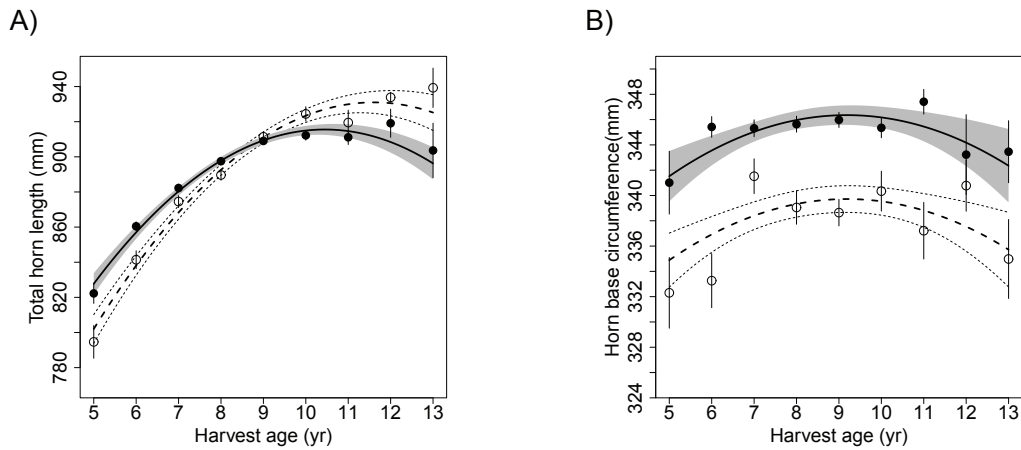 A)
B)
Total horn length (mm)
780 820 860 900 940
5 6 7 8 9 10 11 12 13
Harvest age (yr)
Horn base circumference(mm)
324 328 332 336 340 344 348
5 6 7 8 9 10 11 12 13
Harvest age (yr)